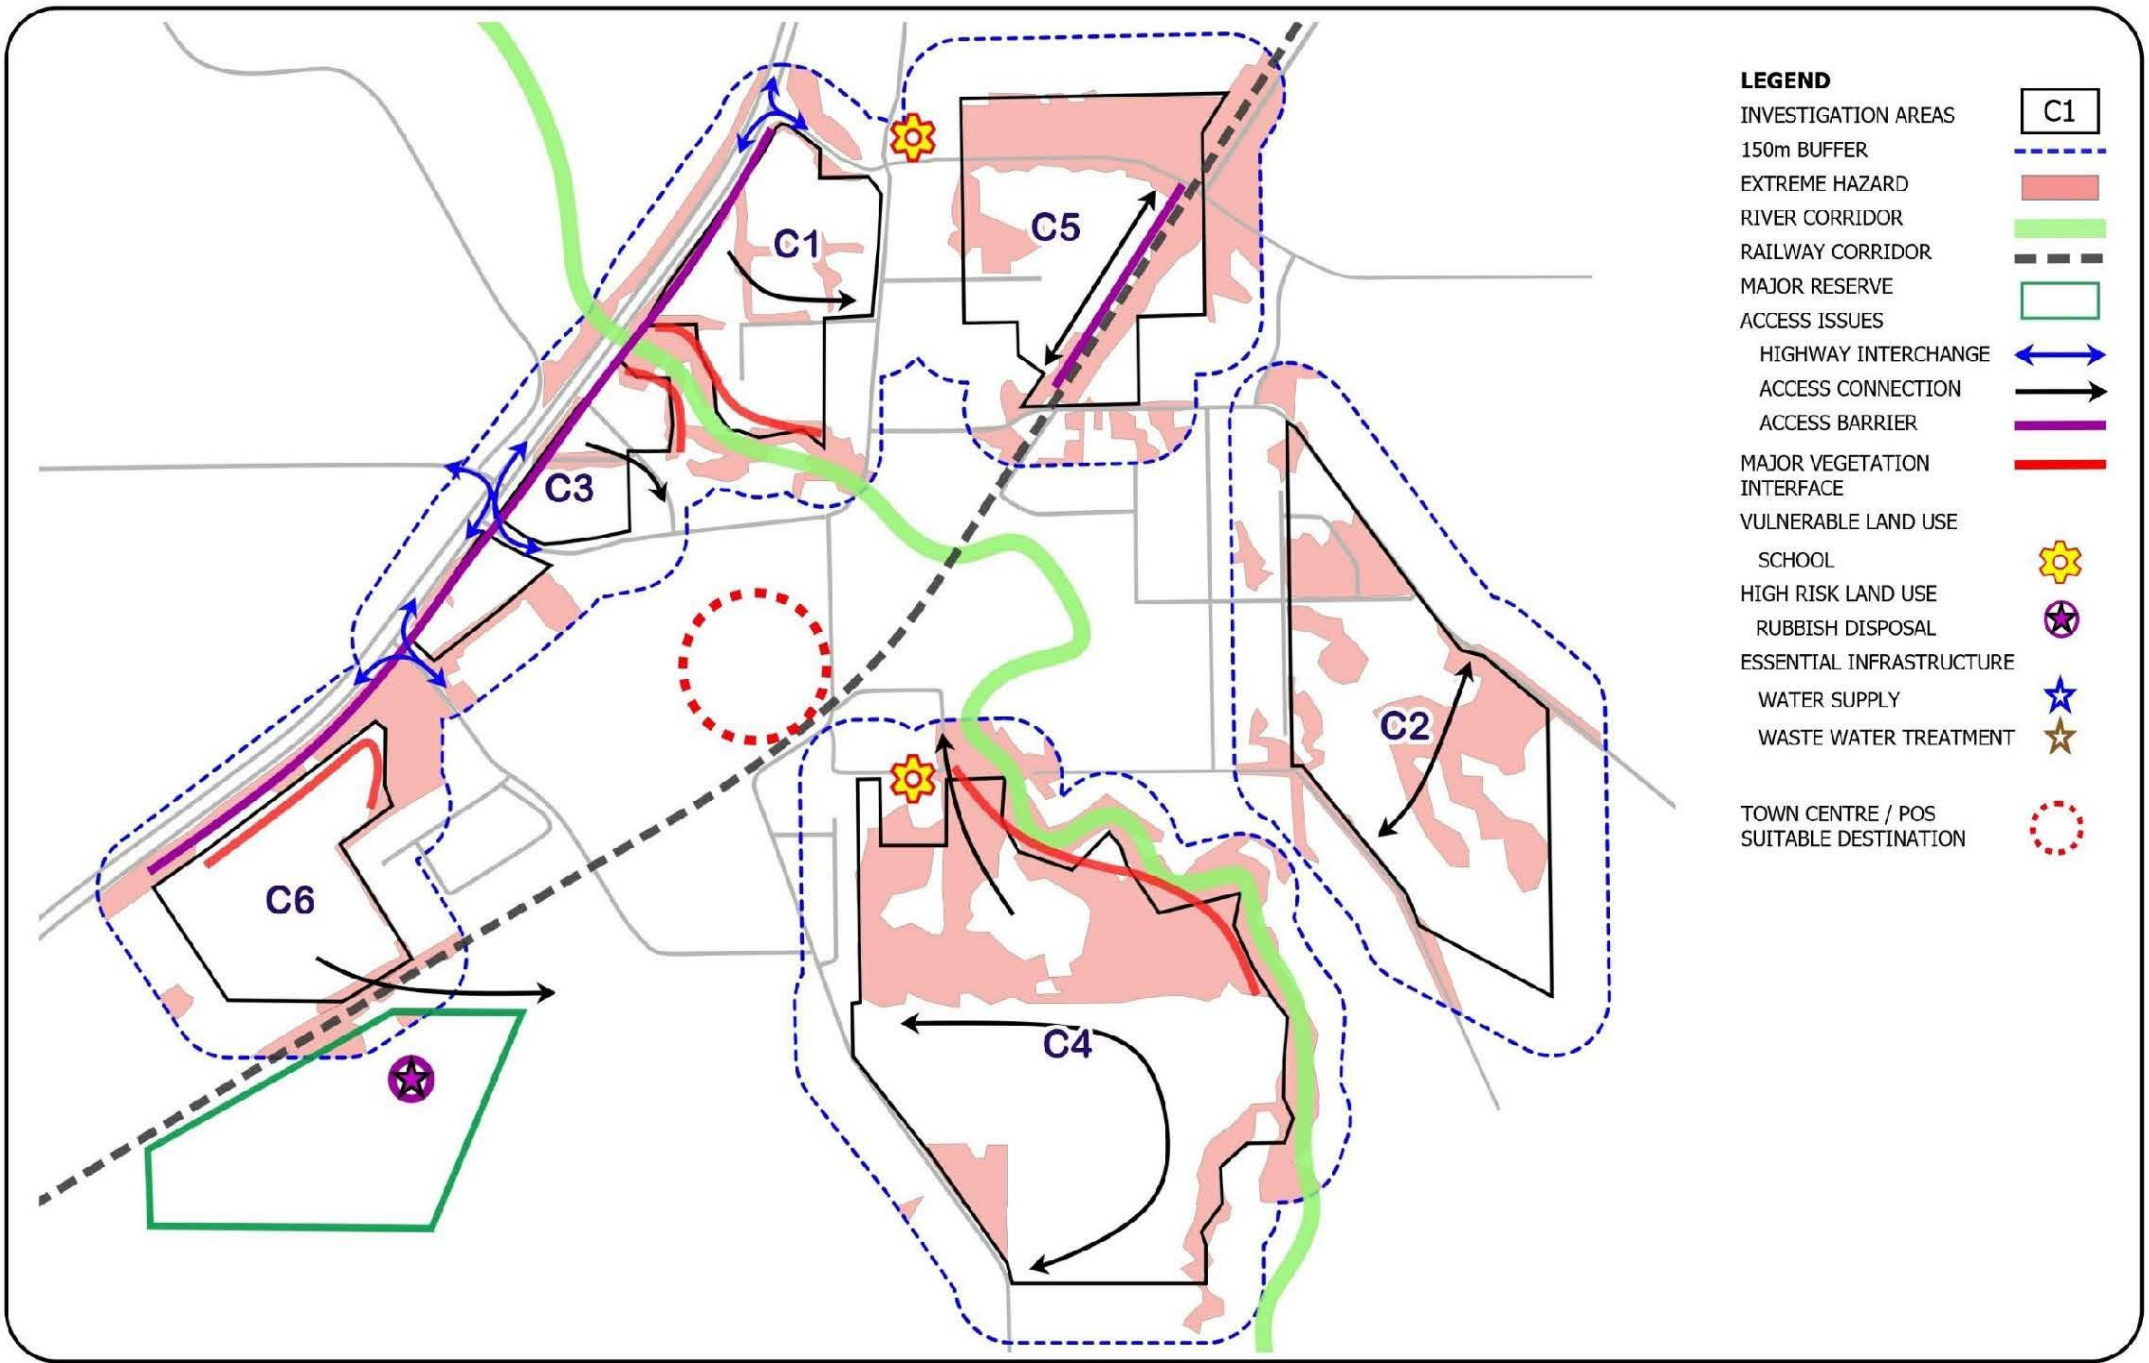 C1
C5
C3
C2
C6
C4
LEGEND
INVESTIGATION AREAS
C1
150m BUFFER
EXTREME HAZARD
RIVER CORRIDOR
RAILWAY CORRIDOR
MAJOR RESERVE
ACCESS ISSUES
HIGHWAY INTERCHANGE
ACCESS CONNECTION
ACCESS BARRIER
MAJOR VEGETATION
INTERFACE
VULNERABLE LAND USE
SCHOOL
HIGH RISK LAND USE
RUBBISH DISPOSAL
ESSENTIAL INFRASTRUCTURE
WATER SUPPLY
WASTE WATER TREATMENT
TOWN CENTRE / POS
SUITABLE DESTINATION